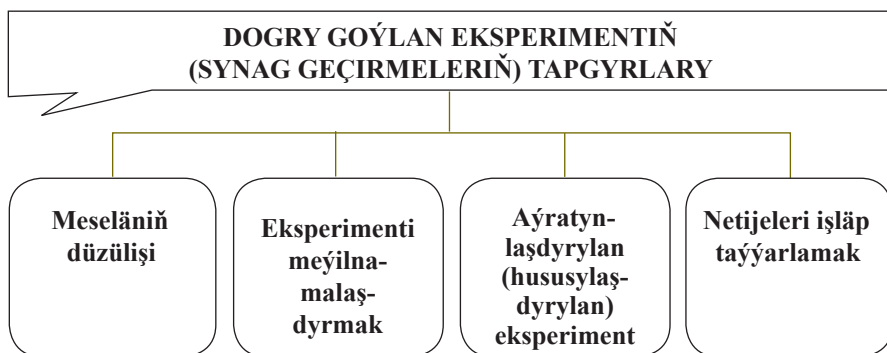 DOGRY GOÝLAN EKSPERIMENTIŇ
(SYNAG GEÇIRMELERIŇ) TAPGYRLARY
Meseläniň
düzülişi
Eksperimenti
meýilna-
malaş-
dyrmak
Aýratyn-
laşdyrylan
(hususylaş-
dyrylan)
eksperiment
Netijeleri işläp
taýýarlamak